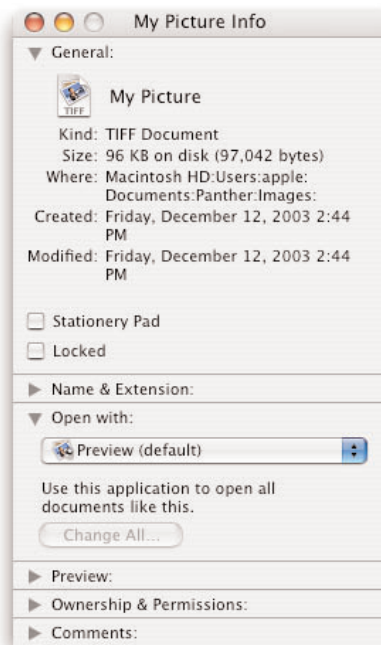 My Picture Info
General:
TIFF
My Picture
Kind: TIFF Document
Size: 96 KB on disk (97,042 bytes)
Where: Macintosh HD:Users:apple:
Documents:Panther:Images:
Created: Friday, December 12, 2003 2:44
PM
Modified: Friday, December 12, 2003 2:44
PM
Stationery Pad
Locked
Name & Extension:
Open with:
Preview (default)
Use this application to open all
documents like this.
Change All...
Preview:
Ownership & Permissions:
Comments: